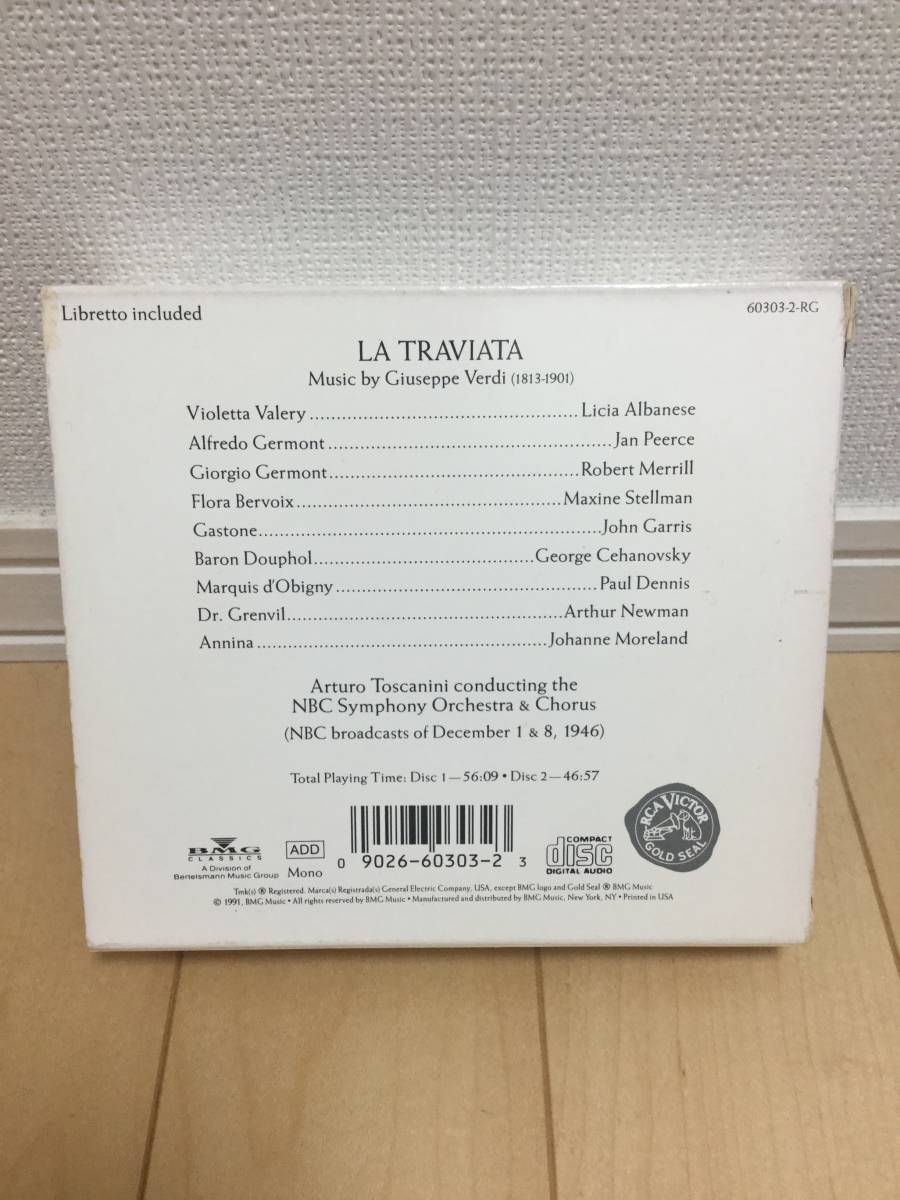 Libretto included
60303-2-RG
LA TRAVIATA
Music by Giuseppe Verdi (1813-1901)
Violetta Valery ................................................ Licia Albanese
Alfredo Germont ................................................ Jan Peerce
Giorgio Germont ................................................ Robert Merrill
Flora Bervoix ................................................ Maxine Stellman
Gastone ................................................ John Garris
Baron Douphol ................................................ George Cehanovsky
Marquis d'Obigny ................................................ Paul Dennis
Dr. Grenvil ................................................ Arthur Newman
Annina ................................................ Johanne Moreland
Arturo Toscanini conducting the
NBC Symphony Orchestra & Chorus
(NBC broadcasts of December 1 & 8, 1946)
Total Playing Time: Disc 1—56:09 • Disc 2—46:57
BMG
CLASSICS
A Division of
Bertelsmann Music Group
ADD
Mono
0 9026-60303-2 3
COMPACT
disc
DIGITAL AUDIO
RCA VICTOR
GOLD SEAL
Tmk(s) ® Registered. Marca(s) Registrada(s) General Electric Company, USA, except BMG logo and Gold Seal ® BMG Music
© 1991, BMG Music • All rights reserved by BMG Music • Manufactured and distributed by BMG Music, New York, NY • Printed in USA